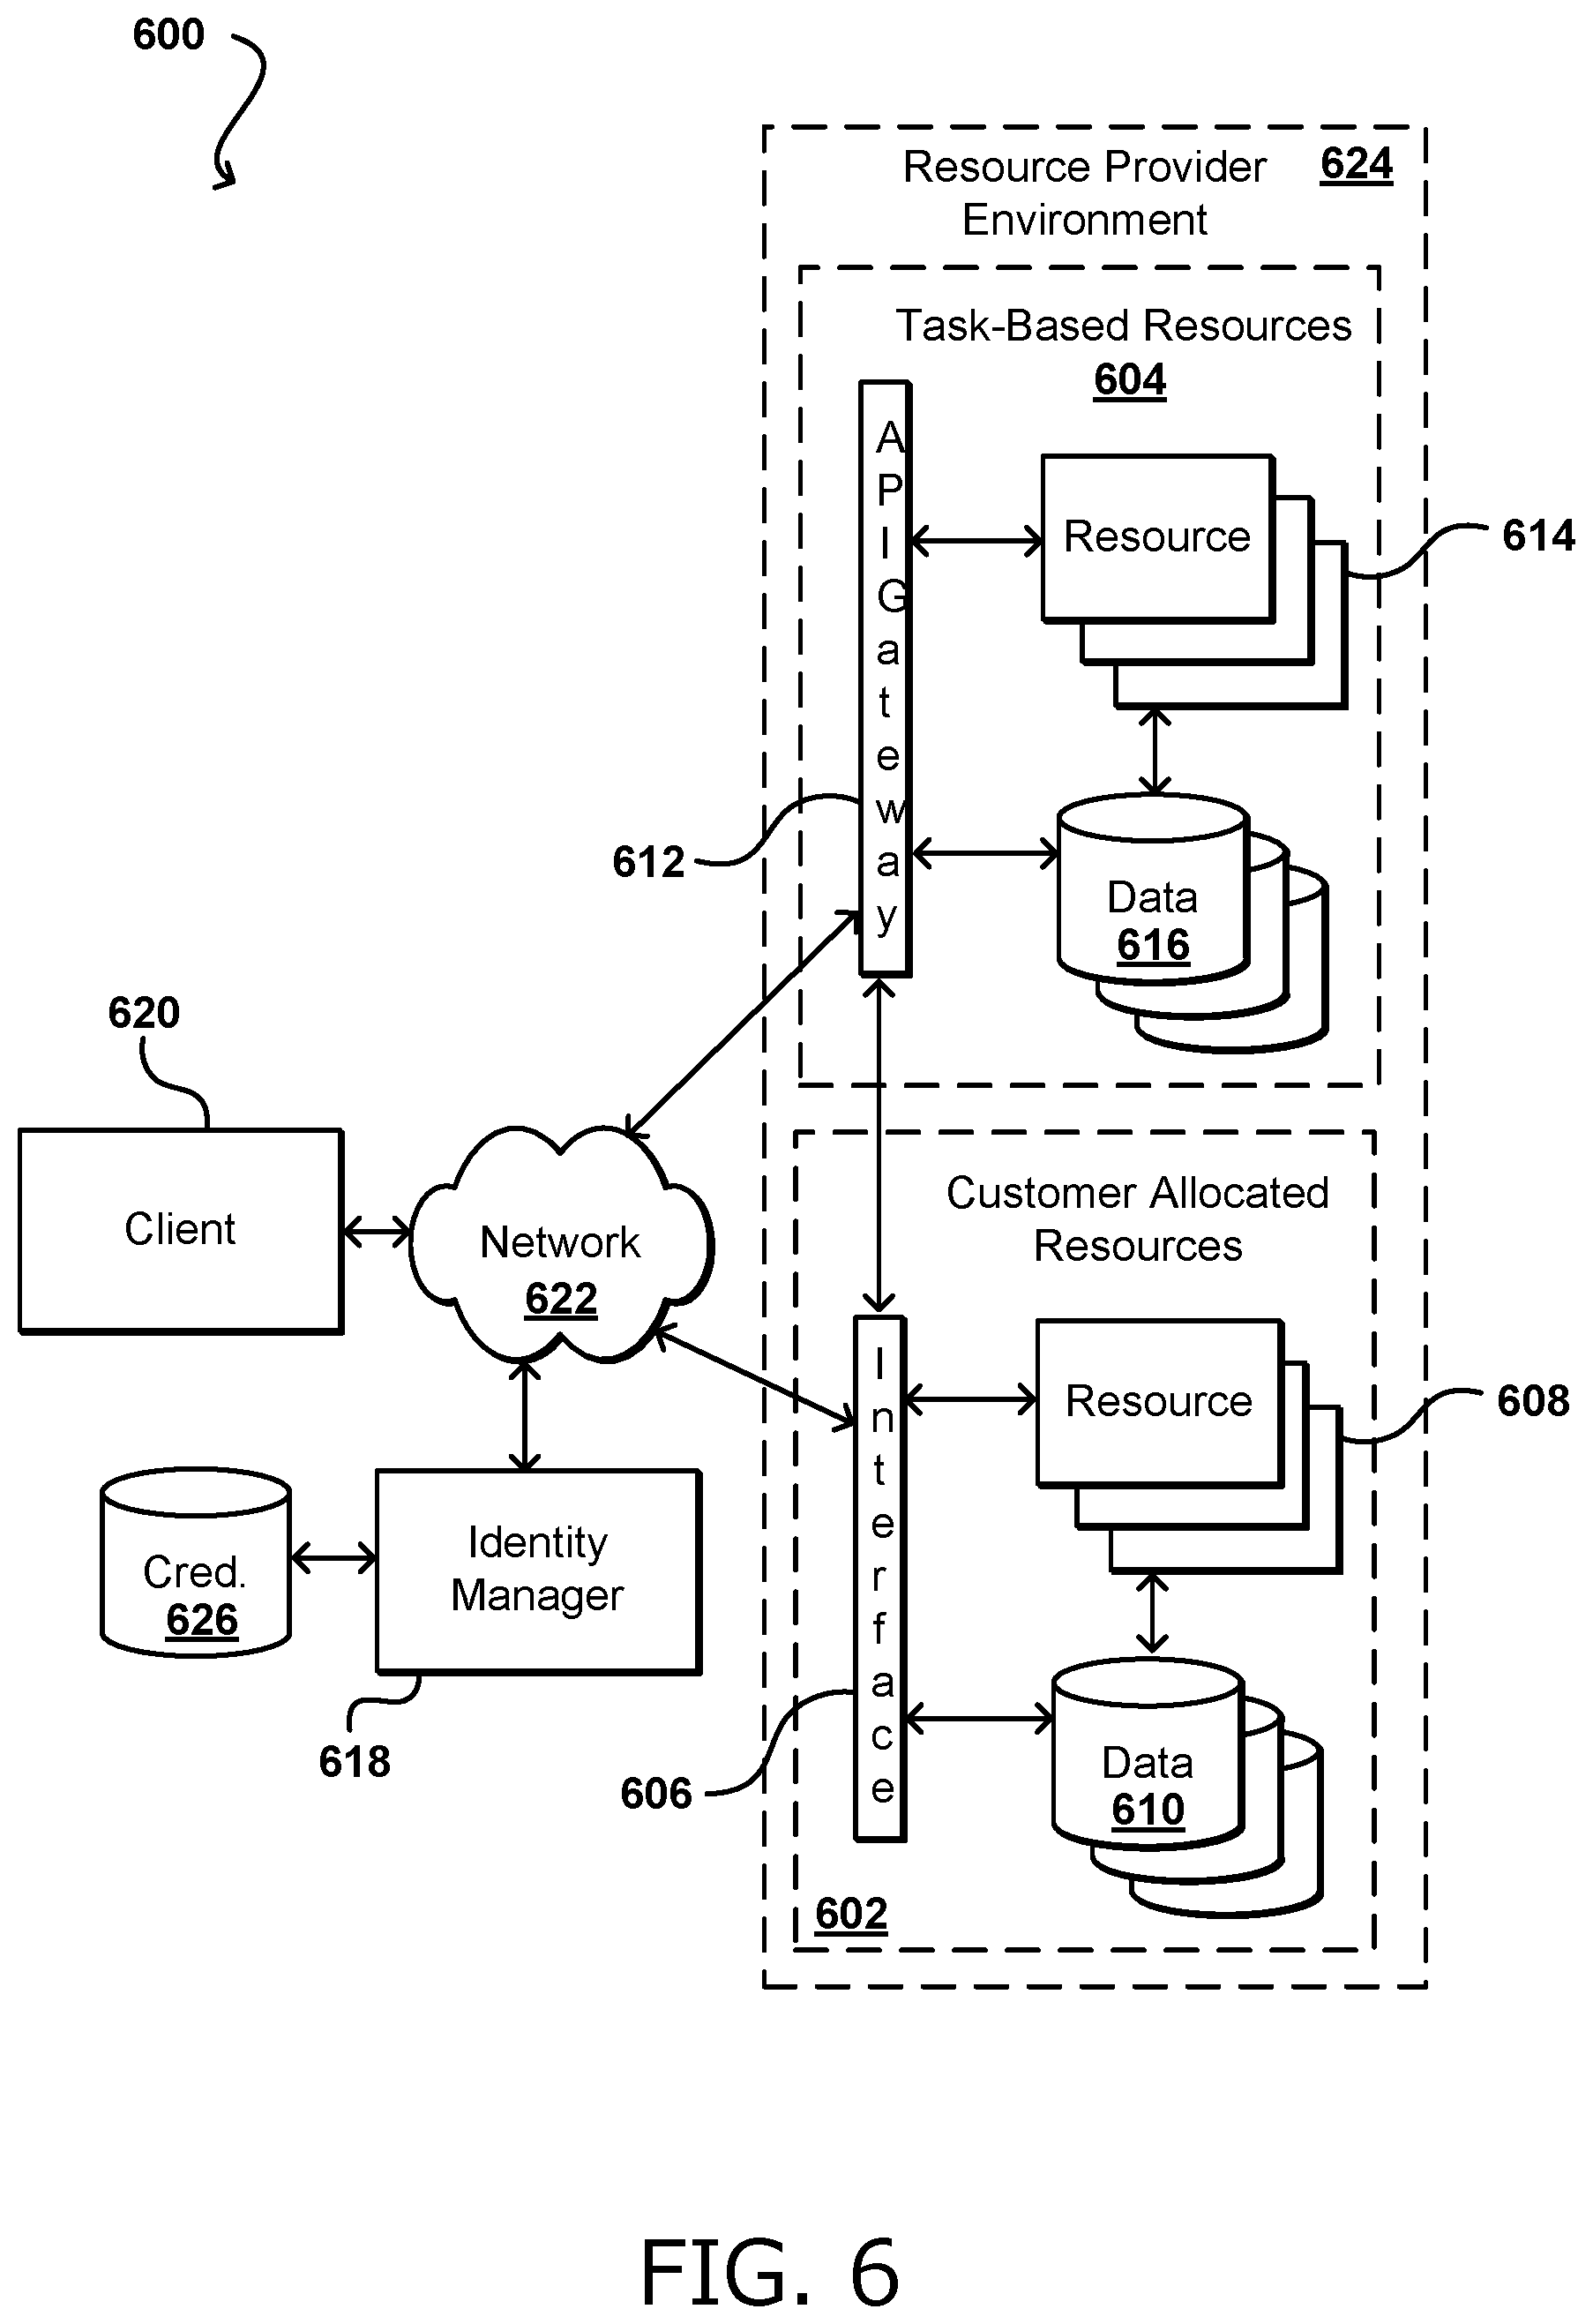 600
Resource Provider
Environment
624
Task-Based Resources
604
API Gateway
Resource
614
612
Data
616
620
Client
Network
622
Customer Allocated
Resources
Interface
Resource
608
Cred.
626
Identity
Manager
618
606
Data
610
602
FIG. 6